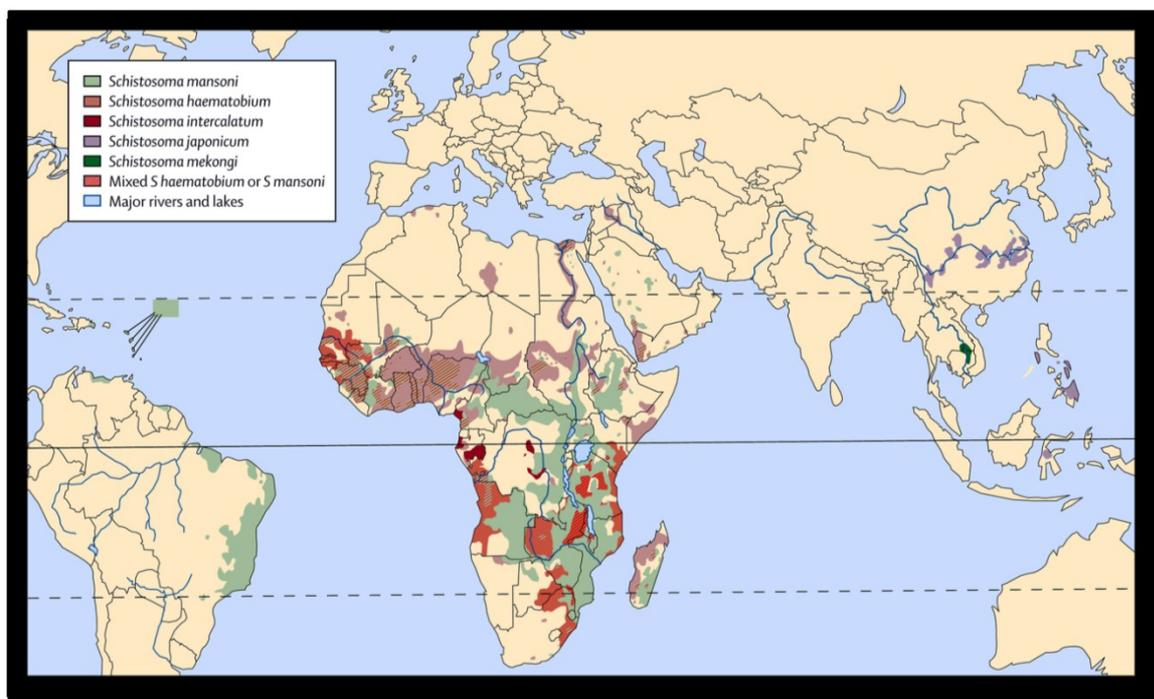 Schistosoma mansoni
Schistosoma haematobium
Schistosoma intercalatum
Schistosoma japonicum
Schistosoma mekongi
Mixed S haematobium or S mansoni
Major rivers and lakes